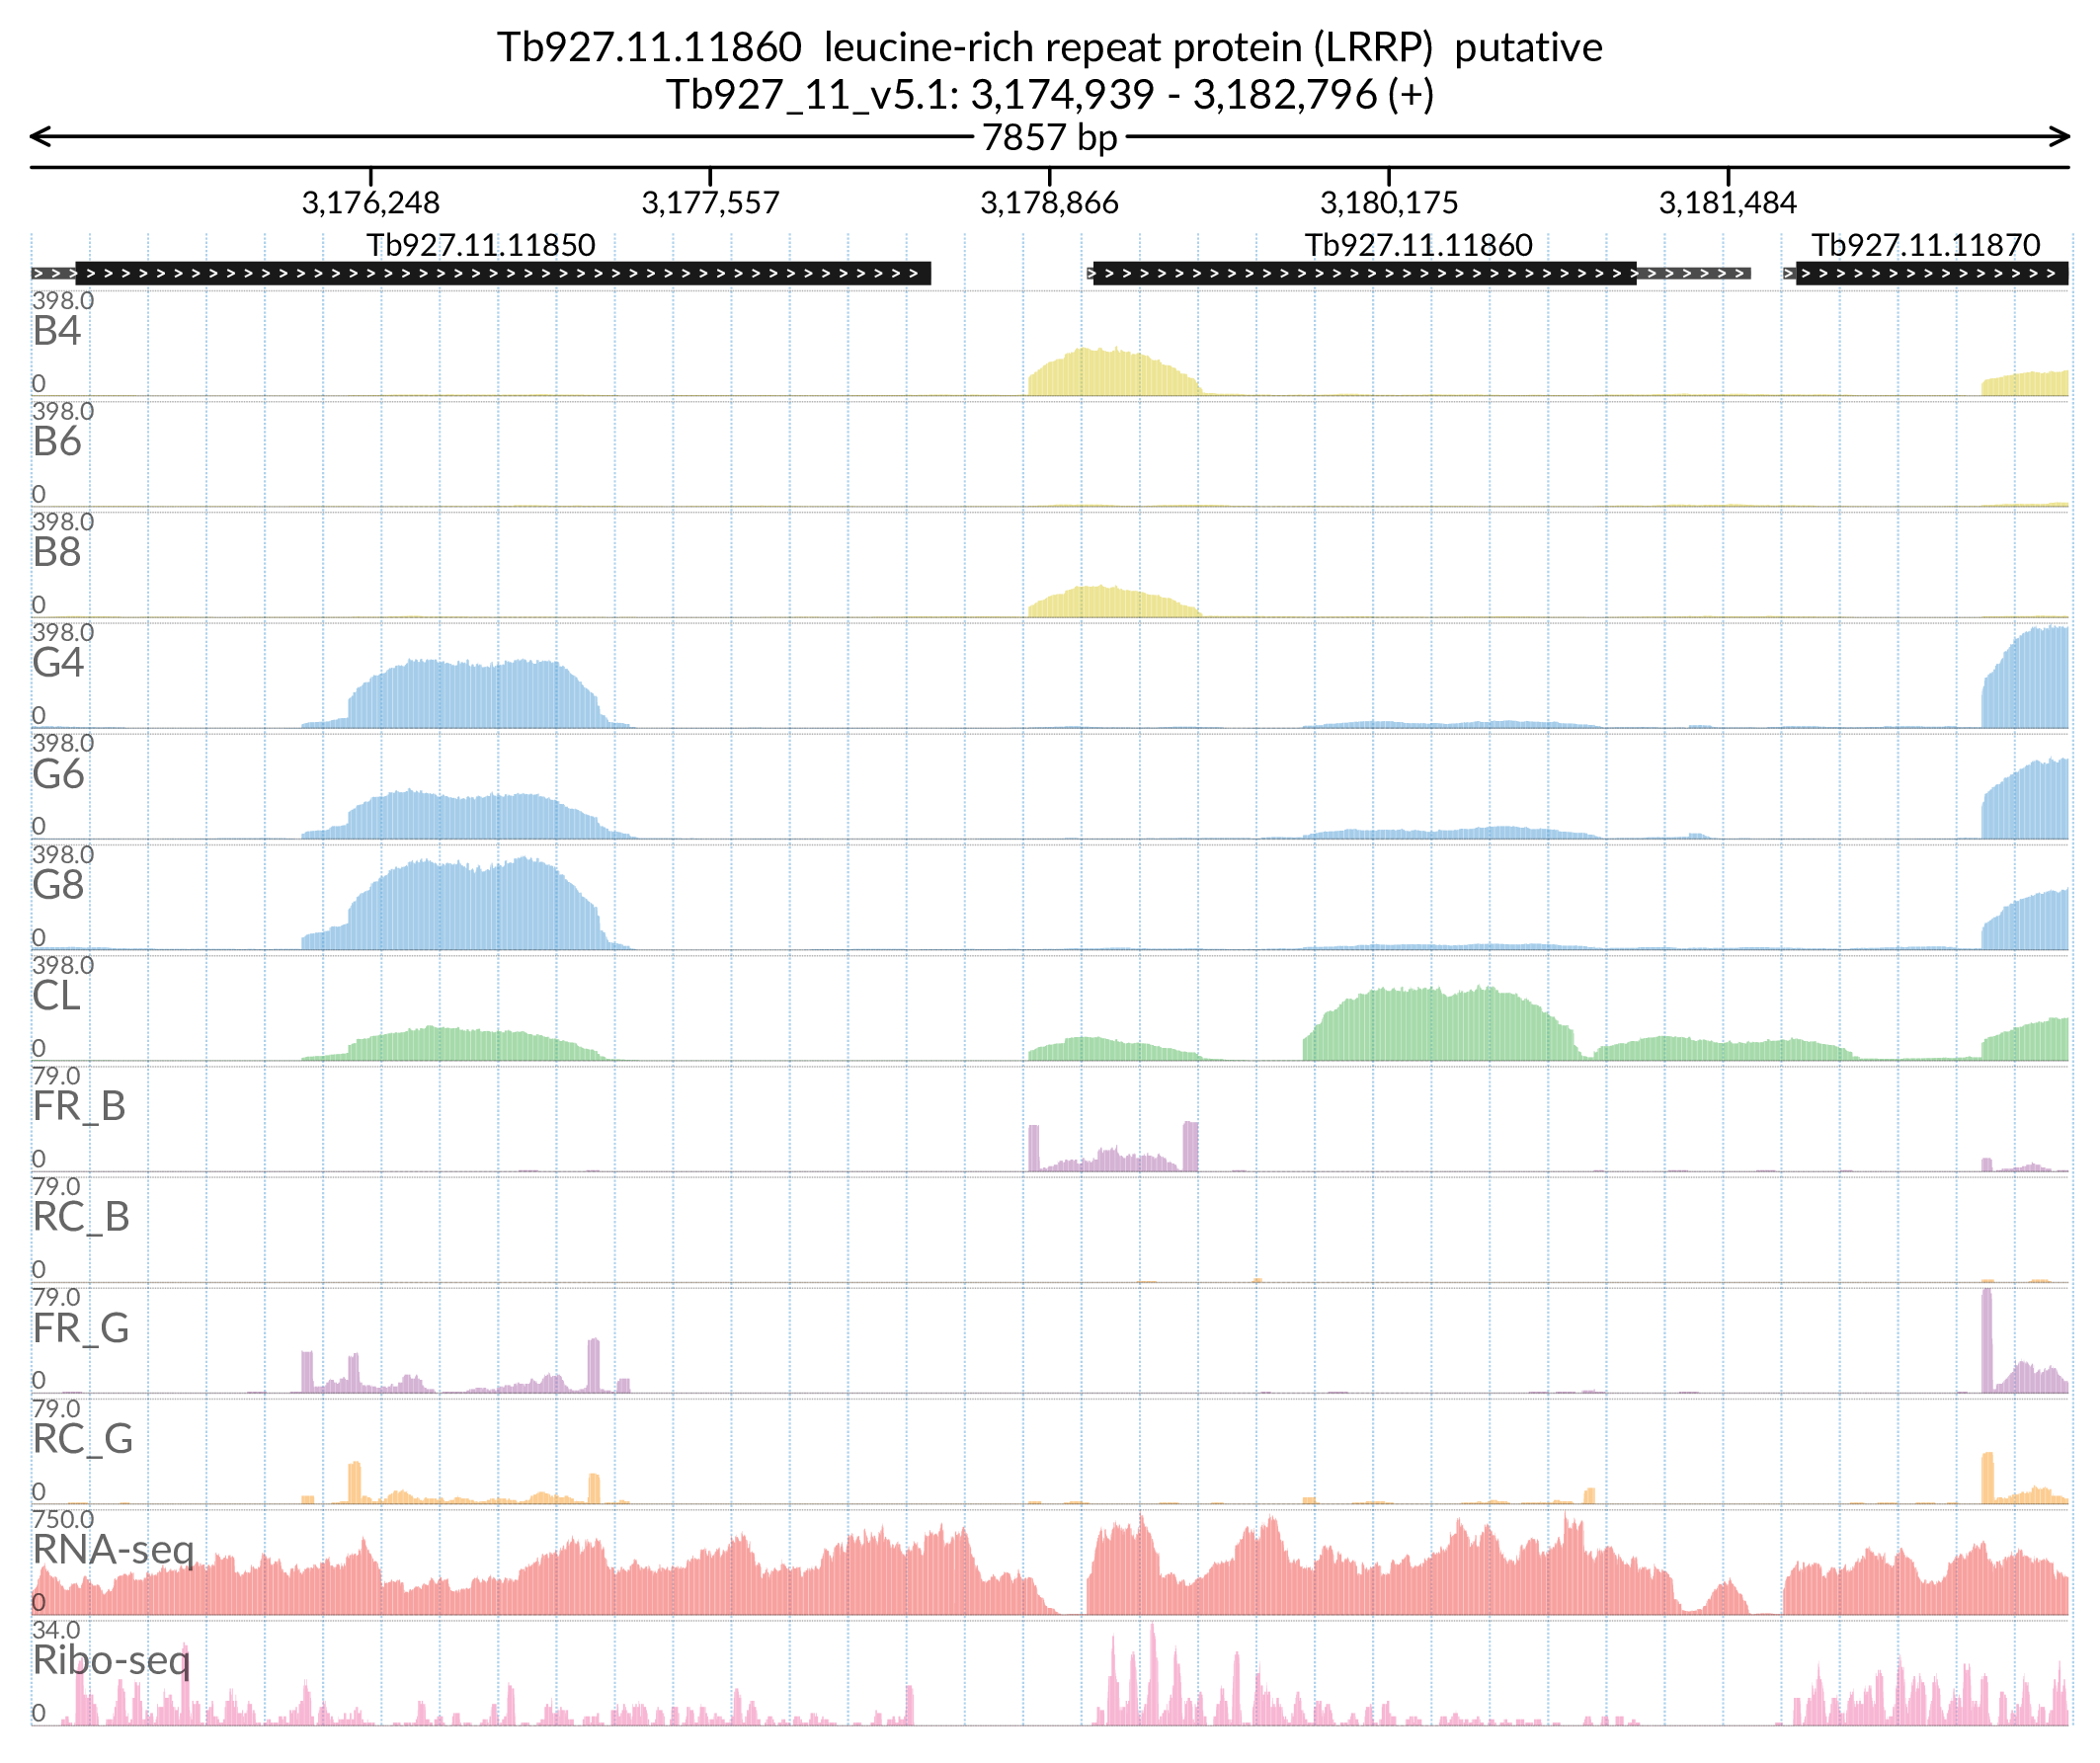 Tb927.11.11860 leucine-rich repeat protein (LRRP) putative
Tb927_11_v5.1: 3,174,939 - 3,182,796 (+)
7857 bp
3,176,248 3,177,557 3,178,866 3,180,175 3,181,484
Tb927.11.11850 Tb927.11.11860 Tb927.11.11870
398.0
B4
0
398.0
B6
0
398.0
B8
0
398.0
G4
0
398.0
G6
0
398.0
G8
0
398.0
CL
0
79.0
FR_B
0
79.0
RC_B
0
79.0
FR_G
0
79.0
RC_G
0
750.0
RNA-seq
0
34.0
Ribo-seq
0